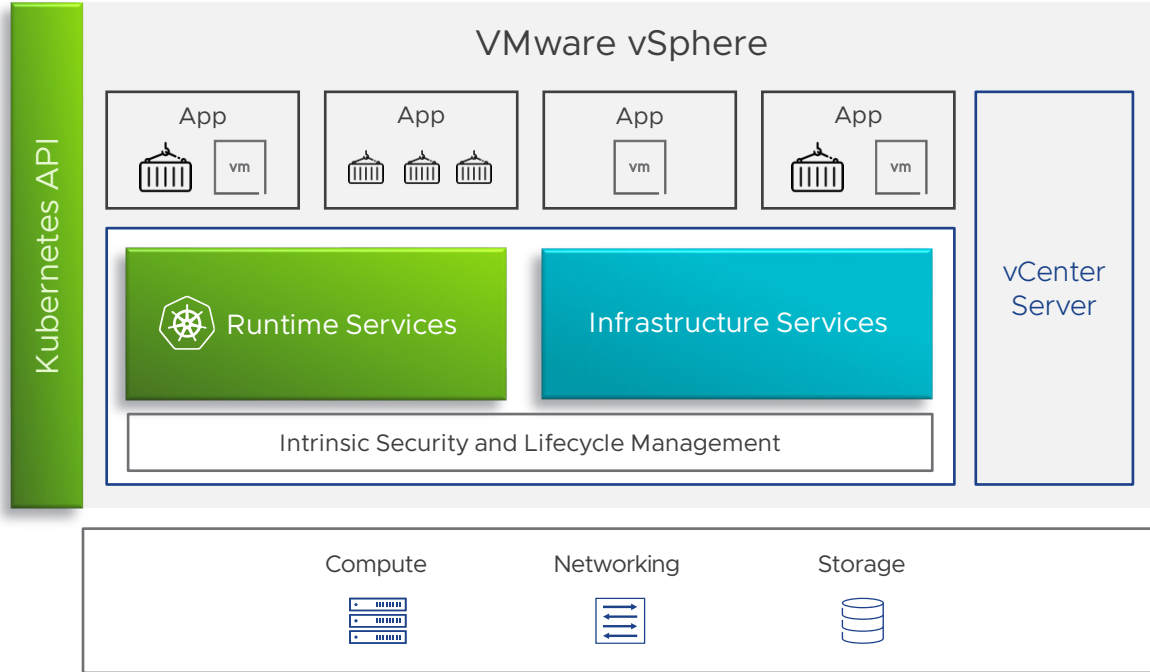 VMware vSphere
Kubernetes API
App
App
App
App
vm
vm
vm
Runtime Services
Infrastructure Services
Intrinsic Security and Lifecycle Management
vCenter
Server
Compute
Networking
Storage